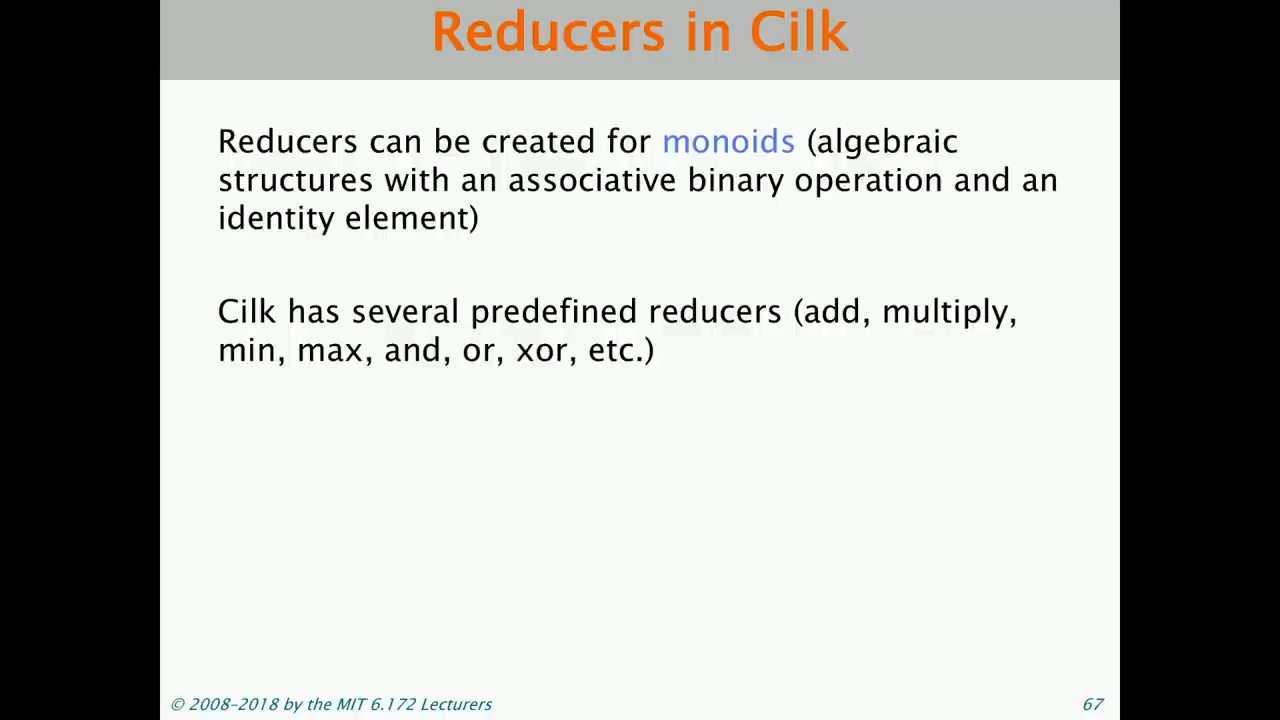 Reducers in Cilk
Reducers can be created for monoids (algebraic
structures with an associative binary operation and an
identity element)
Cilk has several predefined reducers (add, multiply,
min, max, and, or, xor, etc.)
© 2008–2018 by the MIT 6.172 Lecturers
67